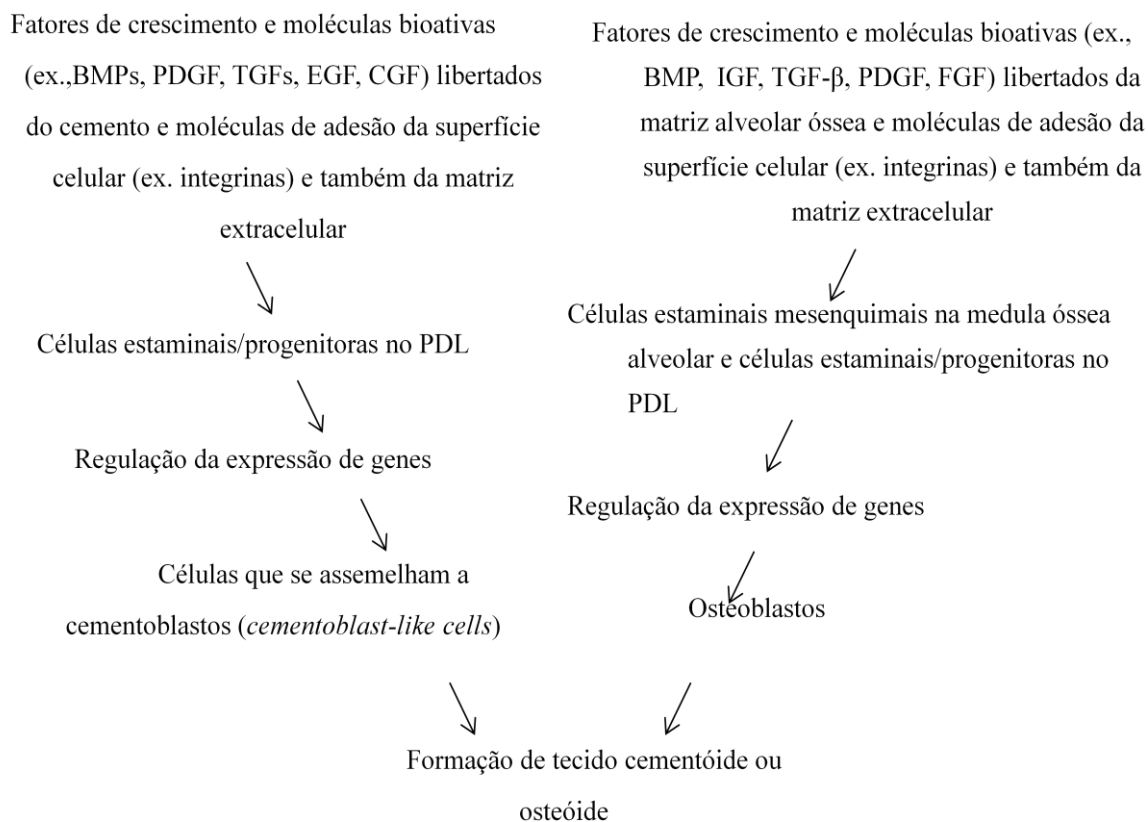 Fatores de crescimento e moléculas bioativas
(ex.,BMPs, PDGF, TGFs, EGF, CGF) libertados
do cemento e moléculas de adesão da superfície
celular (ex. integrinas) e também da matriz
extracelular
Células estaminais/progenitoras no PDL
Regulação da expressão de genes
Células que se assemelham a
cementoblastos (cementoblast-like cells)
Fatores de crescimento e moléculas bioativas (ex.,
BMP, IGF, TGF-β, PDGF, FGF) libertados da
matriz alveolar óssea e moléculas de adesão da
superfície celular (ex. integrinas) e também da
matriz extracelular
Células estaminais mesenquimais na medula óssea
alveolar e células estaminais/progenitoras no
PDL
Regulação da expressão de genes
Osteoblastos
Formação de tecido cementóide ou
osteóide